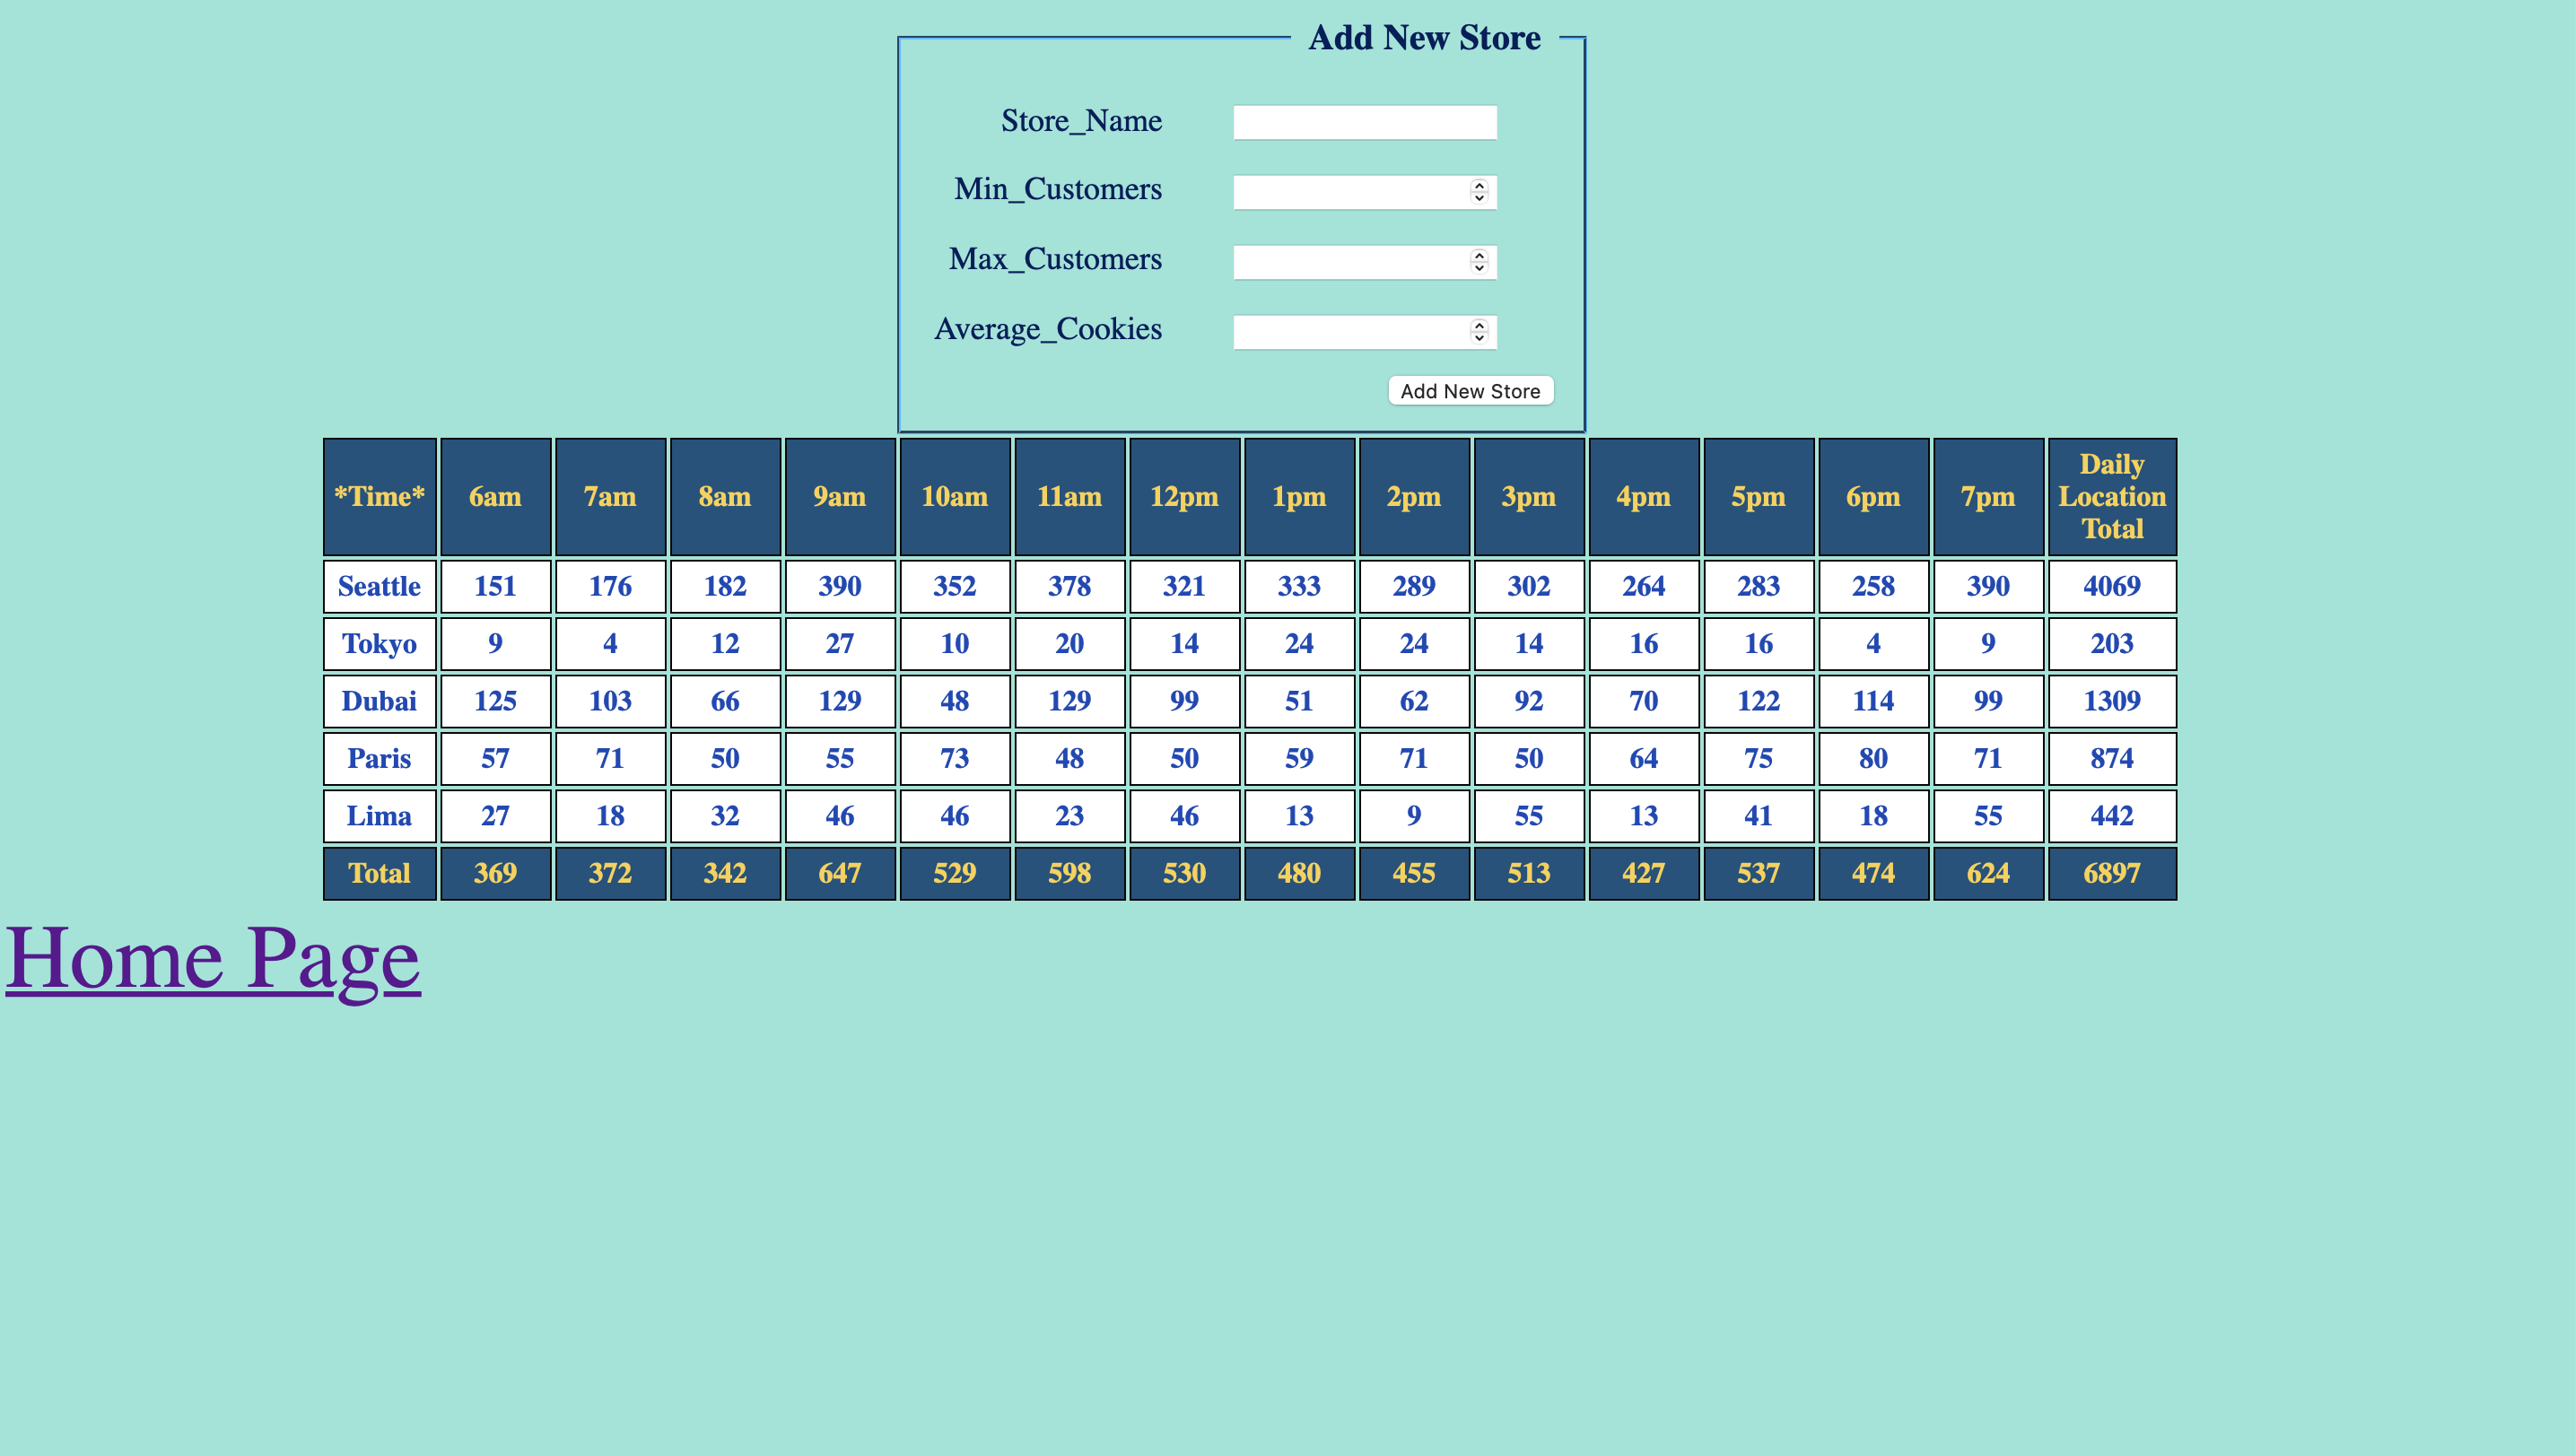 Add New Store
Store_Name
Min_Customers
Max_Customers
Average_Cookies
Add New Store
*Time* 6am 7am 8am 9am 10am 11am 12pm 1pm 2pm 3pm 4pm 5pm 6pm 7pm Daily Location Total
Seattle 151 176 182 390 352 378 321 333 289 302 264 283 258 390 4069
Tokyo 9 4 12 27 10 20 14 24 24 14 16 16 4 9 203
Dubai 125 103 66 129 48 129 99 51 62 92 70 122 114 99 1309
Paris 57 71 50 55 73 48 50 59 71 50 64 75 80 71 874
Lima 27 18 32 46 46 23 46 13 9 55 13 41 18 55 442
Total 369 372 342 647 529 598 530 480 455 513 427 537 474 624 6897
Home Page